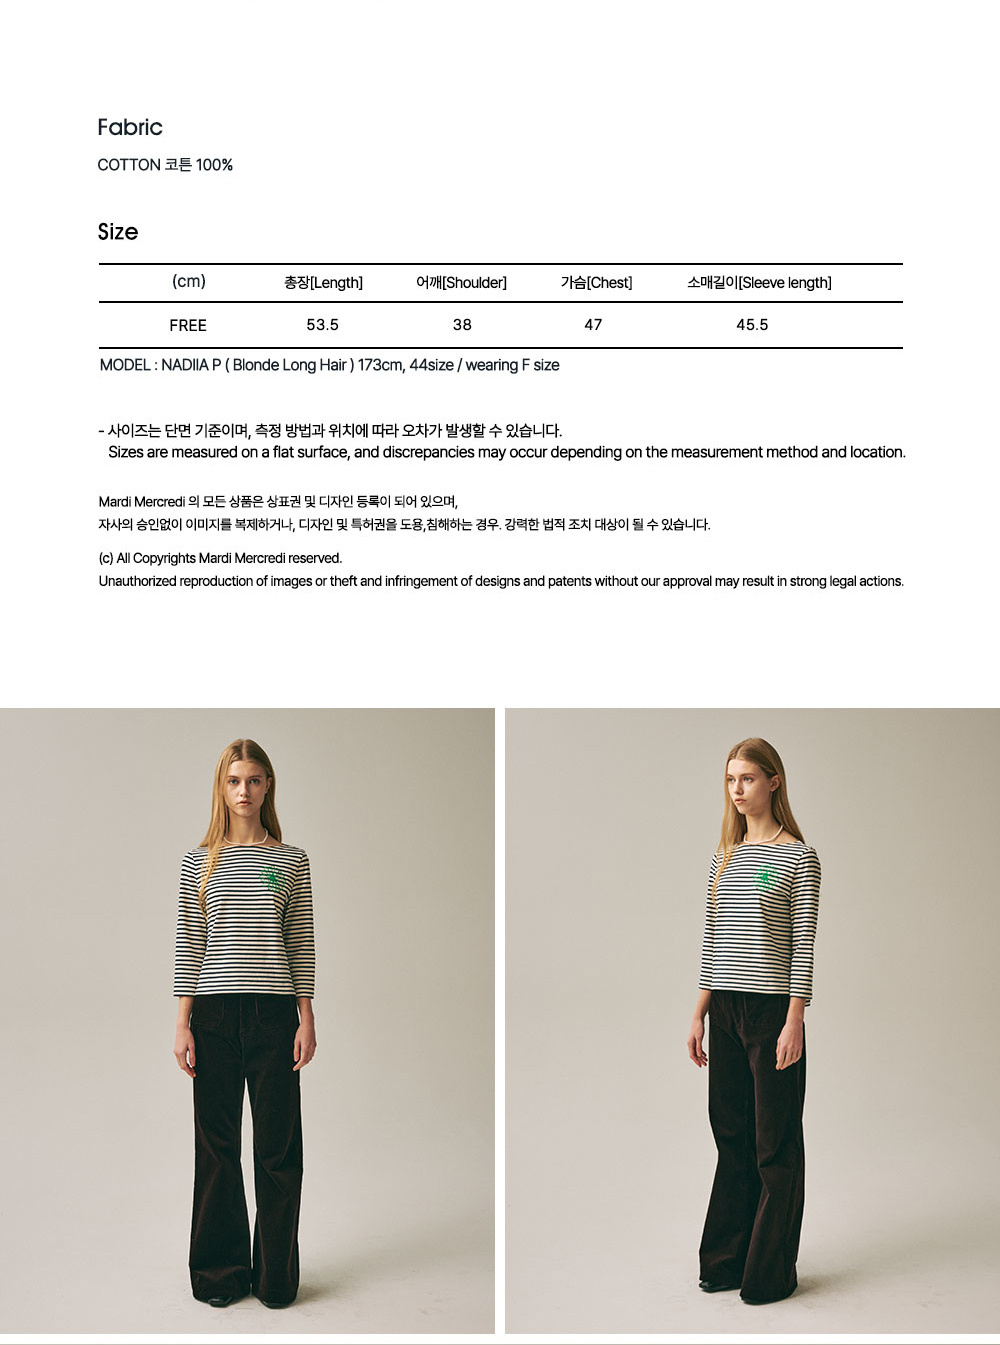 Fabric
COTTON 코튼 100%
Size
(cm) 총장[Length] 어깨[Shoulder] 가슴[Chest] 소매길이[Sleeve length]
FREE 53.5 38 47 45.5
MODEL : NADIIA P ( Blonde Long Hair ) 173cm, 44size / wearing F size
- 사이즈는 단면 기준이며, 측정 방법과 위치에 따라 오차가 발생할 수 있습니다.
Sizes are measured on a flat surface, and discrepancies may occur depending on the measurement method and location.
Mardi Mercredi 의 모든 상품은 상표권 및 디자인 등록이 되어 있으며,
자사의 승인없이 이미지를 복제하거나, 디자인 및 특허권을 도용,침해하는 경우. 강력한 법적 조치 대상이 될 수 있습니다.
(c) All Copyrights Mardi Mercredi reserved.
Unauthorized reproduction of images or theft and infringement of designs and patents without our approval may result in strong legal actions.